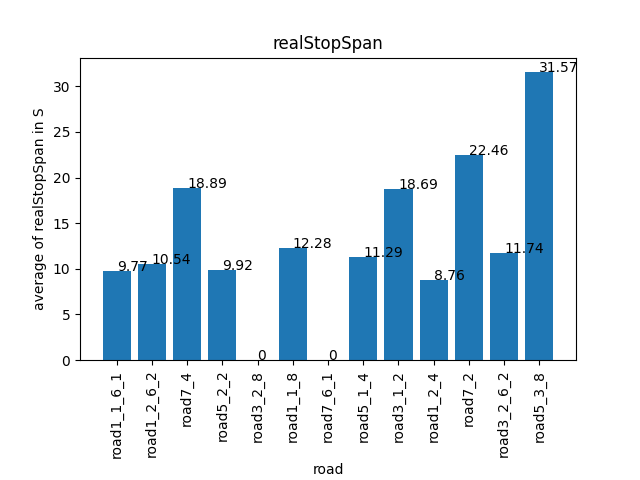 realStopSpan
average of realStopSpan in S
30
25
20
15
10
5
0
9.77
10.54
18.89
9.92
0
12.28
0
11.29
18.69
8.76
22.46
11.74
31.57
road1_1_6_1
road1_2_6_2
road7_4
road5_2_2
road3_2_8
road1_1_8
road7_6_1
road5_1_4
road3_1_2
road1_2_4
road7_2
road3_2_6_2
road5_3_8
road